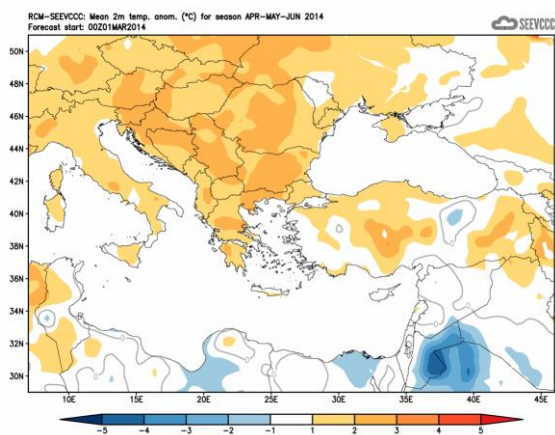 RCM-SEEVCCC: Mean 2m temp. anom. (°C) for season APR-MAY-JUN 2014
Forecast start: 00Z01MAR2014
SEEVCCC
50N
48N
46N
44N
42N
40N
38N
36N
34N
32N
30N
10E 15E 20E 25E 30E 35E 40E 45E
-5 -4 -3 -2 -1 1 2 3 4 5